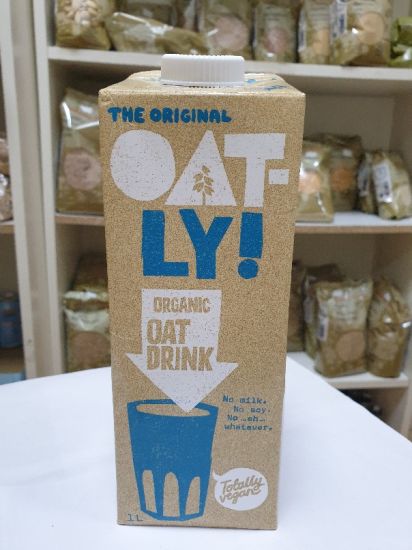 THE ORIGINAL
OAT-
LY!
ORGANIC
OAT
DRINK
No milk.
No soy.
No …eh…
whatever.
Totally
vegan
1L